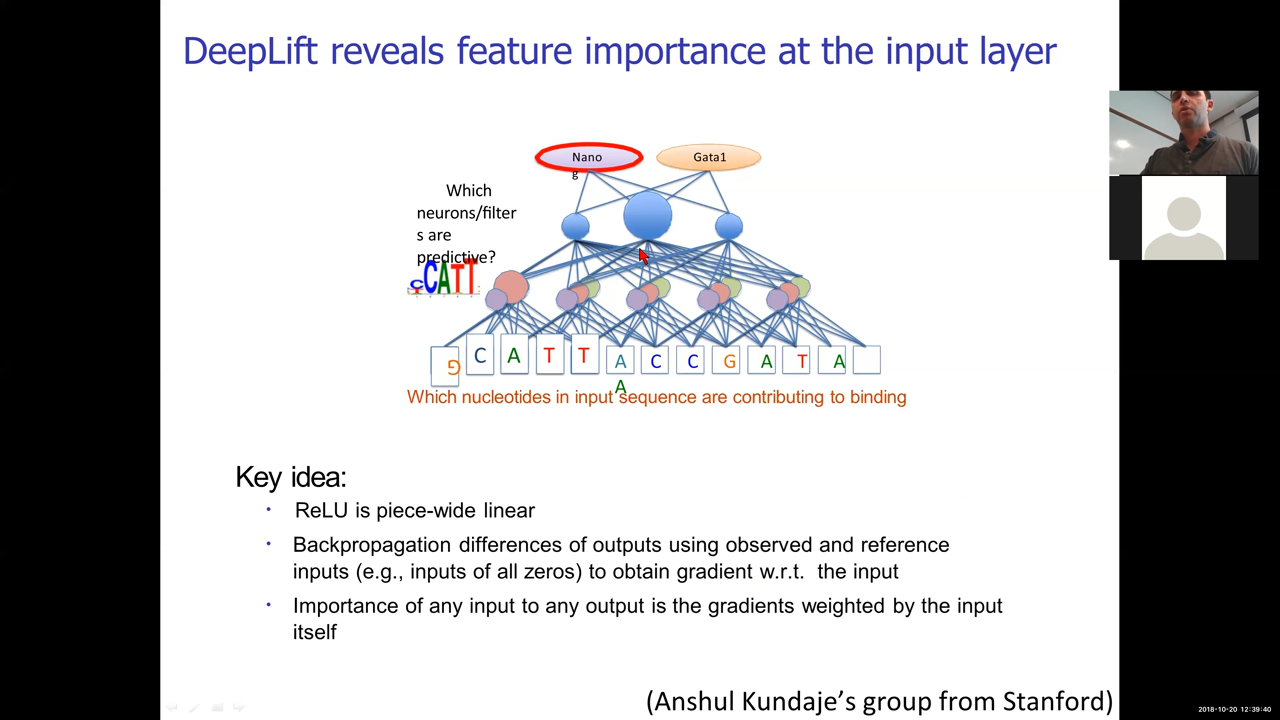 DeepLift reveals feature importance at the input layer
Nano
g
Gata1
Which
neurons/filter
s are
predictive?
CCATT
G C A T T A C C G A T A
A
Which nucleotides in input sequence are contributing to binding
Key idea:
• ReLU is piece-wide linear
• Backpropagation differences of outputs using observed and reference
inputs (e.g., inputs of all zeros) to obtain gradient w.r.t. the input
• Importance of any input to any output is the gradients weighted by the input
itself
(Anshul Kundaje’s group from Stanford)
2018-10-20 12:39:40